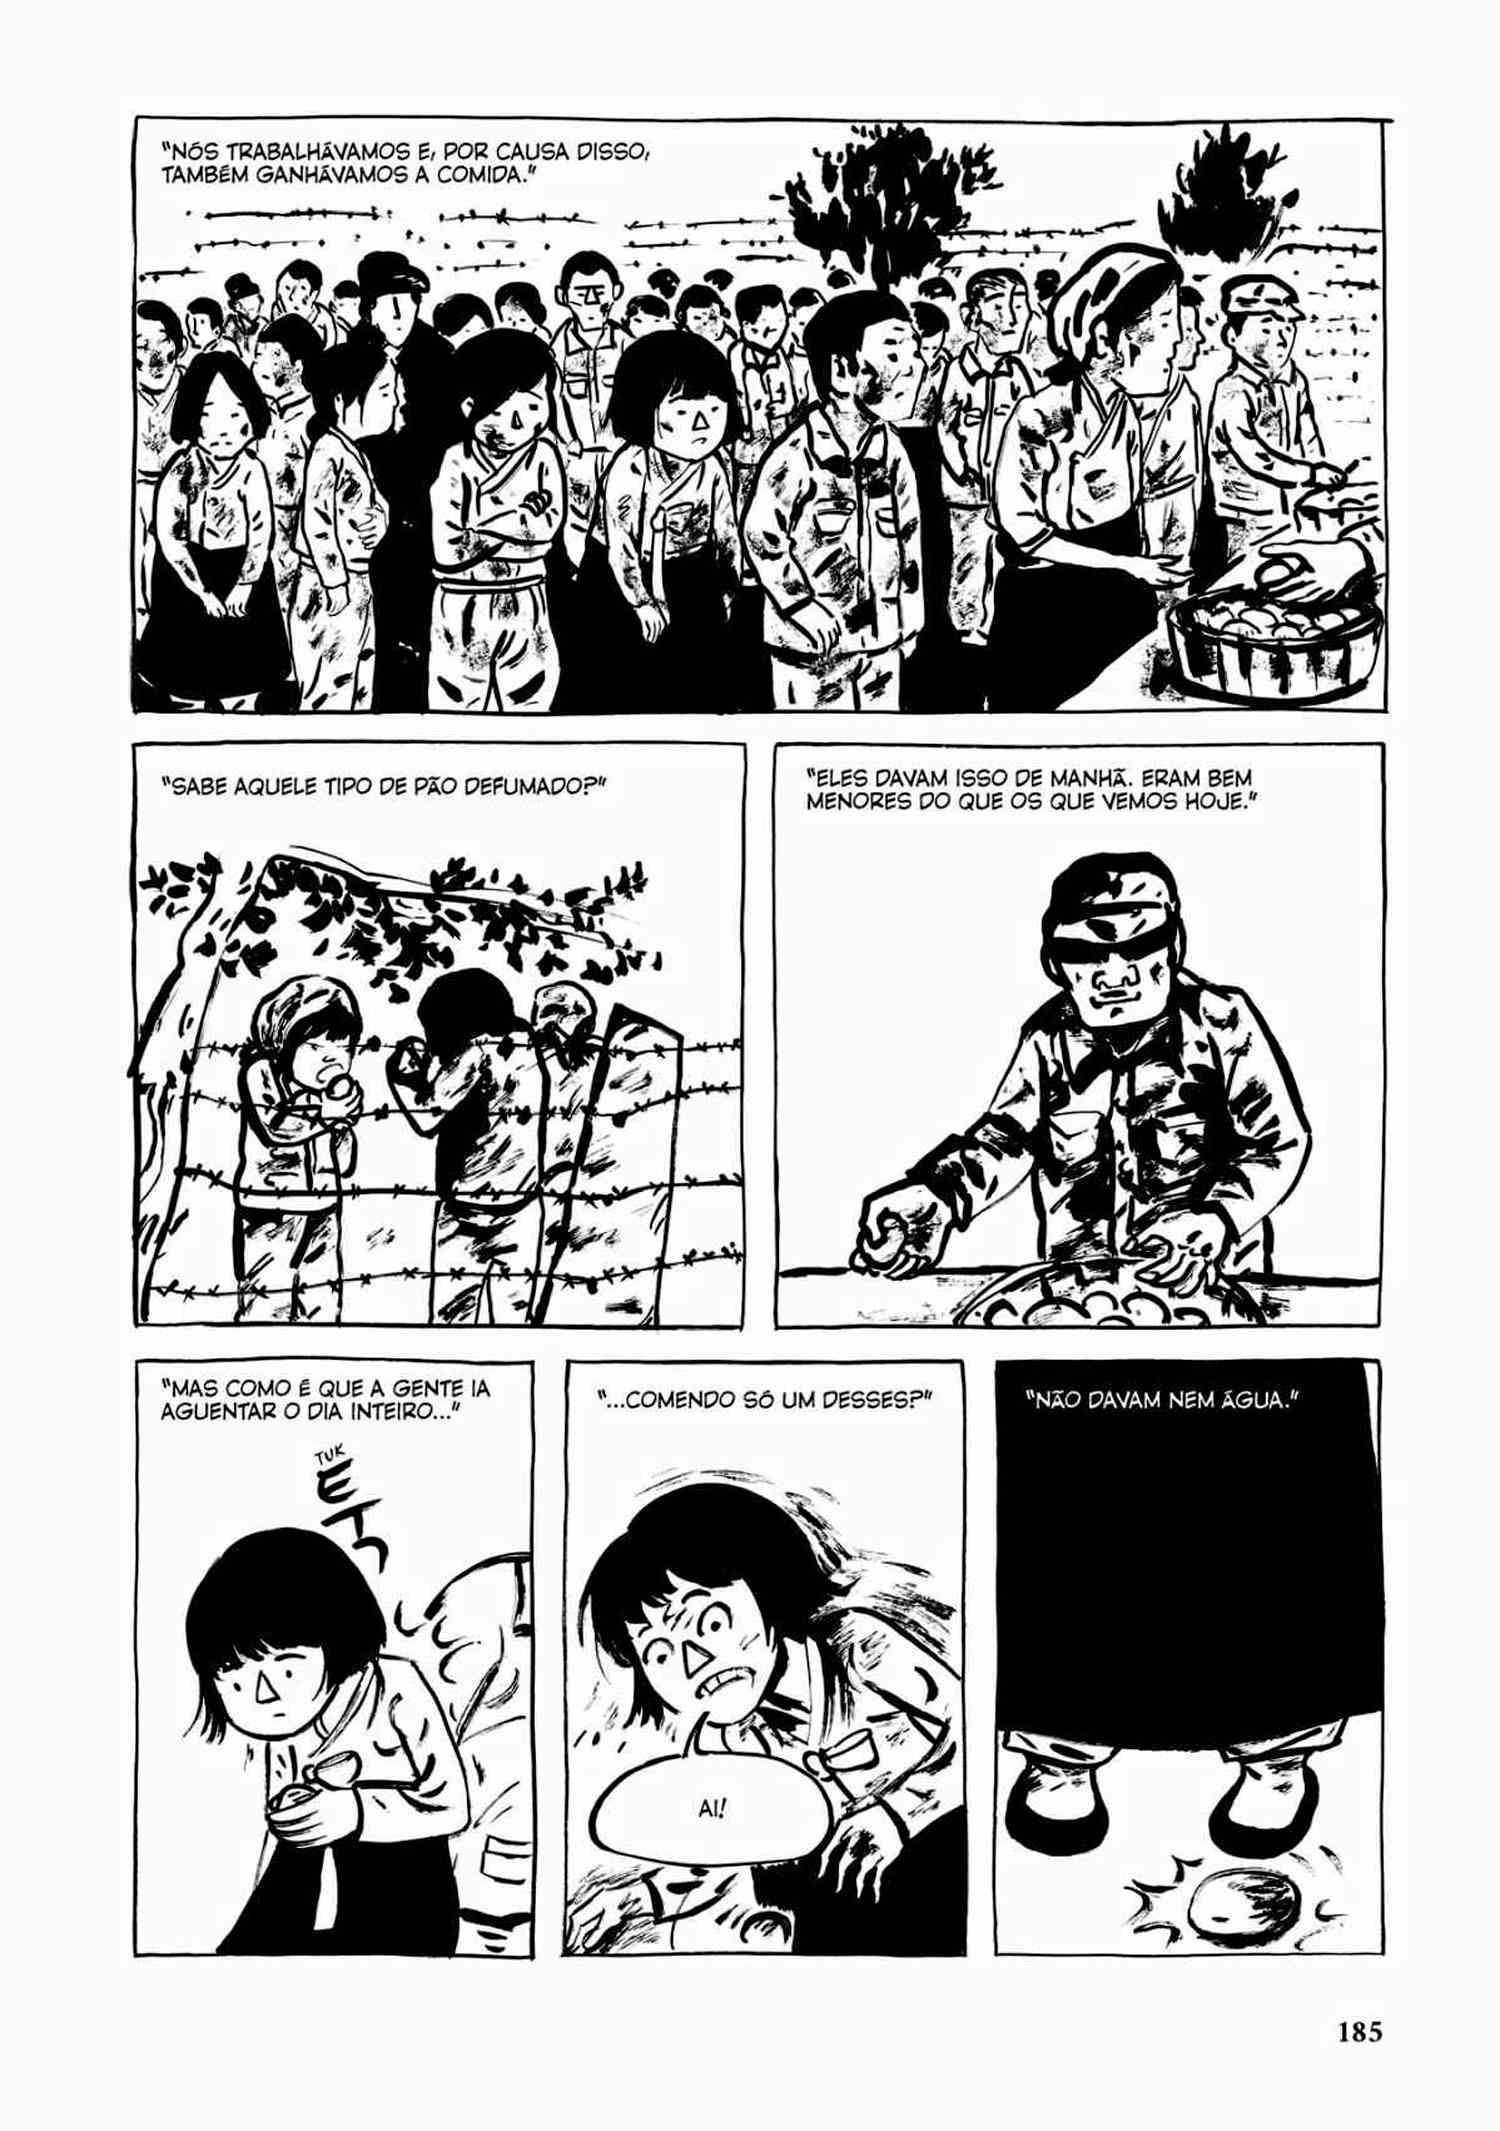 "NÓS TRABALHÁVAMOS E, POR CAUSA DISSO,
TAMBÉM GANHÁVAMOS A COMIDA."
"SABE AQUELE TIPO DE PÃO DEFUMADO?"
"ELES DAVAM ISSO DE MANHÃ. ERAM BEM
MENORES DO QUE OS QUE VEMOS HOJE."
"MAS COMO É QUE A GENTE IA
AGUENTAR O DIA INTEIRO..."
TUK
툭
"...COMENDO SÓ UM DESSES?"
AI!
"NÃO DAVAM NEM ÁGUA."
185